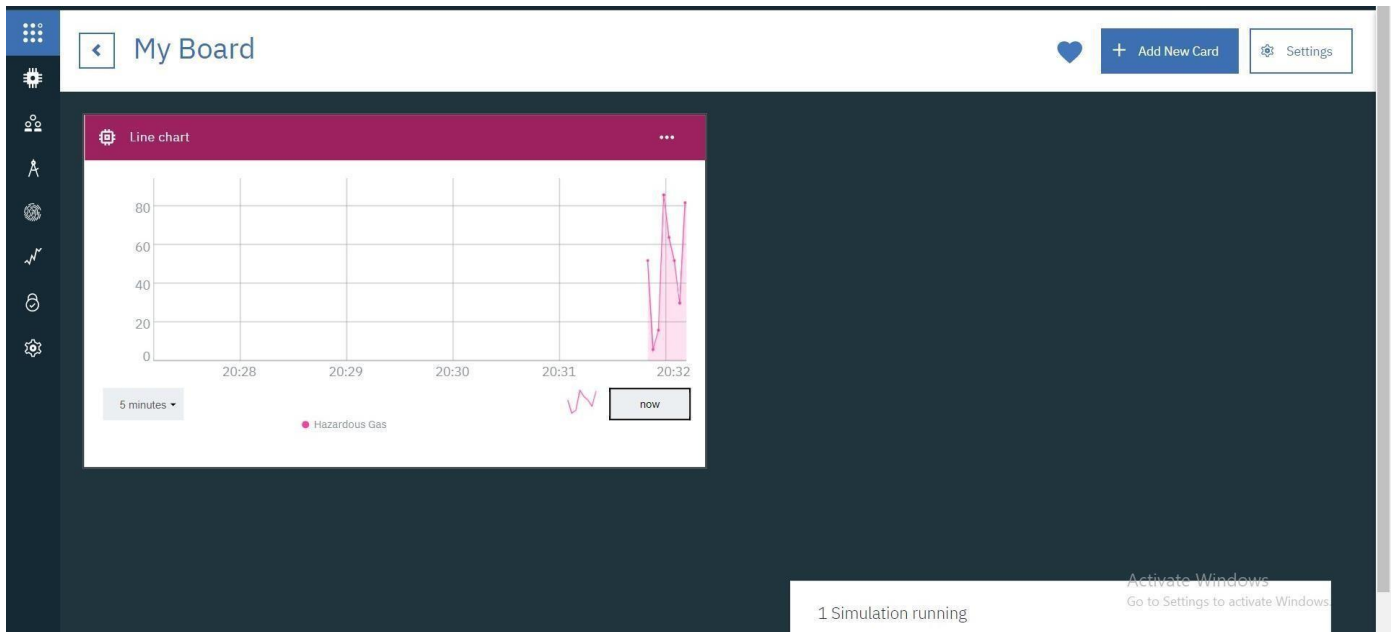 My Board
+ Add New Card
Settings
Line chart
80
60
40
20
0
20:28 20:29 20:30 20:31 20:32
5 minutes
now
Hazardous Gas
Activate Windows
Go to Settings to activate Windows.
1 Simulation running